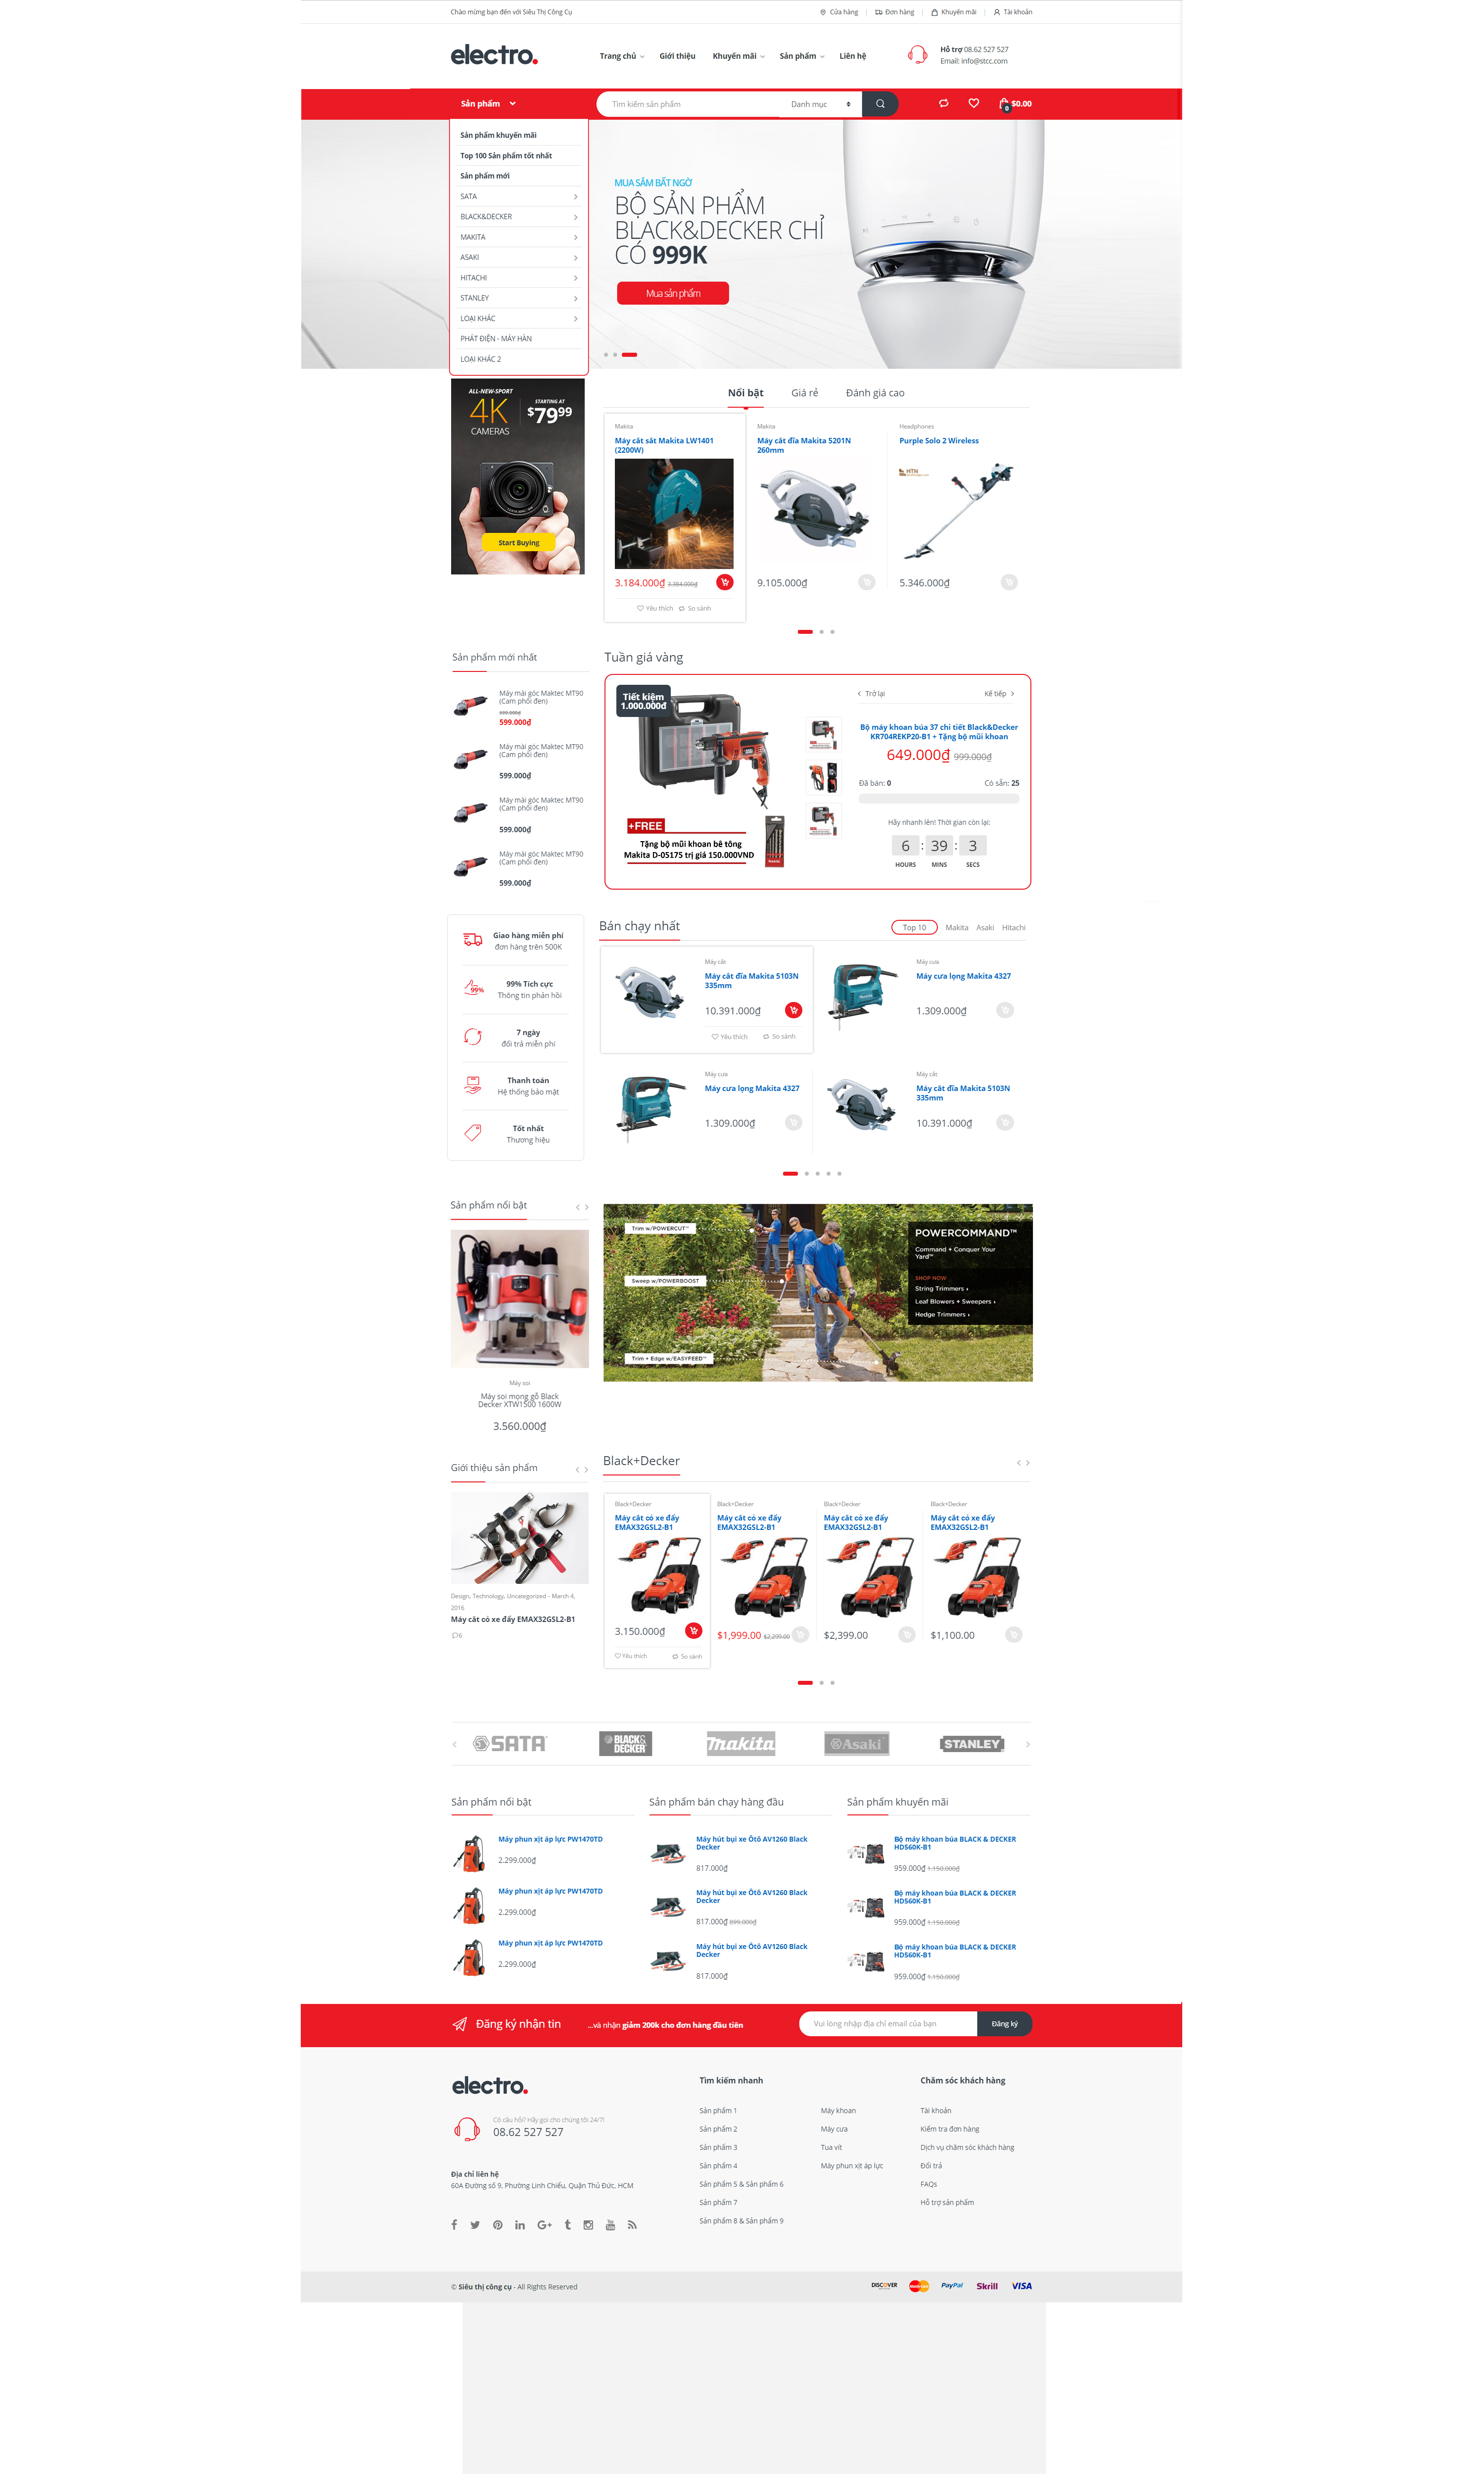 Chào mừng bạn đến với Siêu Thị Công Cụ
Cửa hàng
Đơn hàng
Khuyến mãi
Tài khoản
electro.
Trang chủ
Giới thiệu
Khuyến mãi
Sản phẩm
Liên hệ
Hỗ trợ 08.62 527 527
Email: info@stcc.com
Sản phẩm
Tìm kiếm sản phẩm
Danh mục
0
$0.00
Sản phẩm khuyến mãi
Top 100 Sản phẩm tốt nhất
Sản phẩm mới
SATA
BLACK&DECKER
MAKITA
ASAKI
HITACHI
STANLEY
LOẠI KHÁC
PHÁT ĐIỆN - MÁY HÀN
LOẠI KHÁC 2
MUA SẮM BẤT NGỜ
BỘ SẢN PHẨM
BLACK&DECKER CHỈ
CÓ 999K
Mua sản phẩm
ALL-NEW-SPORT
4K
CAMERAS
STARTING AT
$79 99
Start Buying
Nổi bật
Giá rẻ
Đánh giá cao
Makita
Máy cắt sắt Makita LW1401
(2200W)
3.184.000₫ 3.384.000₫
Yêu thích
So sánh
Makita
Máy cắt đĩa Makita 5201N
260mm
9.105.000₫
Headphones
Purple Solo 2 Wireless
HTN
5.346.000₫
Sản phẩm mới nhất
Máy mài góc Maktec MT90
(Cam phối đen)
999.000₫
599.000₫
Máy mài góc Maktec MT90
(Cam phối đen)
599.000₫
Máy mài góc Maktec MT90
(Cam phối đen)
599.000₫
Máy mài góc Maktec MT90
(Cam phối đen)
599.000₫
Tuần giá vàng
Tiết kiệm
1.000.000đ
+FREE
Tặng bộ mũi khoan bê tông
Makita D-05175 trị giá 150.000VND
Trở lại
Kế tiếp
Bộ máy khoan búa 37 chi tiết Black&Decker
KR704REKP20-B1 + Tặng bộ mũi khoan
649.000₫ 999.000₫
Đã bán: 0
Có sẵn: 25
Hãy nhanh lên! Thời gian còn lại:
6 : 39 : 3
HOURS
MINS
SECS
Giao hàng miễn phí
đơn hàng trên 500K
99%
99% Tích cực
Thông tin phản hồi
7 ngày
đổi trả miễn phí
Thanh toán
Hệ thống bảo mật
Tốt nhất
Thương hiệu
Bán chạy nhất
Top 10
Makita
Asaki
Hitachi
Máy cắt
Máy cắt đĩa Makita 5103N
335mm
10.391.000₫
Yêu thích
So sánh
Máy cưa
Máy cưa lọng Makita 4327
1.309.000₫
Máy cưa
Máy cưa lọng Makita 4327
1.309.000₫
Máy cắt
Máy cắt đĩa Makita 5103N
335mm
10.391.000₫
Sản phẩm nổi bật
Máy soi
Máy soi mọng gỗ Black
Decker XTW1500 1600W
3.560.000₫
Trim w/POWERCUT™
Sweep w/POWERBOOST
Trim + Edge w/EASYFEED™
POWERCOMMAND™
Command + Conquer Your
Yard™
SHOP NOW
String Trimmers
Leaf Blowers + Sweepers
Hedge Trimmers
Giới thiệu sản phẩm
Design, Technology, Uncategorized - March 4,
2016
Máy cắt cỏ xe đẩy EMAX32GSL2-B1
6
Black+Decker
Black+Decker
Máy cắt cỏ xe đẩy
EMAX32GSL2-B1
3.150.000₫
Yêu thích
So sánh
Black+Decker
Máy cắt cỏ xe đẩy
EMAX32GSL2-B1
$1,999.00 $2,299.00
Black+Decker
Máy cắt cỏ xe đẩy
EMAX32GSL2-B1
$2,399.00
Black+Decker
Máy cắt cỏ xe đẩy
EMAX32GSL2-B1
$1,100.00
SATA
BLACK&
DECKER
makita
Asaki
STANLEY
Sản phẩm nổi bật
Máy phun xịt áp lực PW1470TD
2.299.000₫
Máy phun xịt áp lực PW1470TD
2.299.000₫
Máy phun xịt áp lực PW1470TD
2.299.000₫
Sản phẩm bán chạy hàng đầu
Máy hút bụi xe Ôtô AV1260 Black
Decker
817.000₫
Máy hút bụi xe Ôtô AV1260 Black
Decker
817.000₫ 899.000₫
Máy hút bụi xe Ôtô AV1260 Black
Decker
817.000₫
Sản phẩm khuyến mãi
Bộ máy khoan búa BLACK & DECKER
HD560K-B1
959.000₫ 1.150.000₫
Bộ máy khoan búa BLACK & DECKER
HD560K-B1
959.000₫ 1.150.000₫
Bộ máy khoan búa BLACK & DECKER
HD560K-B1
959.000₫ 1.150.000₫
Đăng ký nhận tin
...và nhận giảm 200k cho đơn hàng đầu tiên
Vui lòng nhập địa chỉ email của bạn
Đăng ký
electro.
Có câu hỏi? Hãy gọi cho chúng tôi 24/7!
08.62 527 527
Địa chỉ liên hệ
60A Đường số 9, Phường Linh Chiểu, Quận Thủ Đức, HCM
Tìm kiếm nhanh
Sản phẩm 1
Sản phẩm 2
Sản phẩm 3
Sản phẩm 4
Sản phẩm 5 & Sản phẩm 6
Sản phẩm 7
Sản phẩm 8 & Sản phẩm 9
Máy khoan
Máy cưa
Tua vít
Máy phun xịt áp lực
Chăm sóc khách hàng
Tài khoản
Kiểm tra đơn hàng
Dịch vụ chăm sóc khách hàng
Đổi trả
FAQs
Hỗ trợ sản phẩm
© Siêu thị công cụ - All Rights Reserved
DISCOVER
MasterCard
PayPal
Skrill
VISA